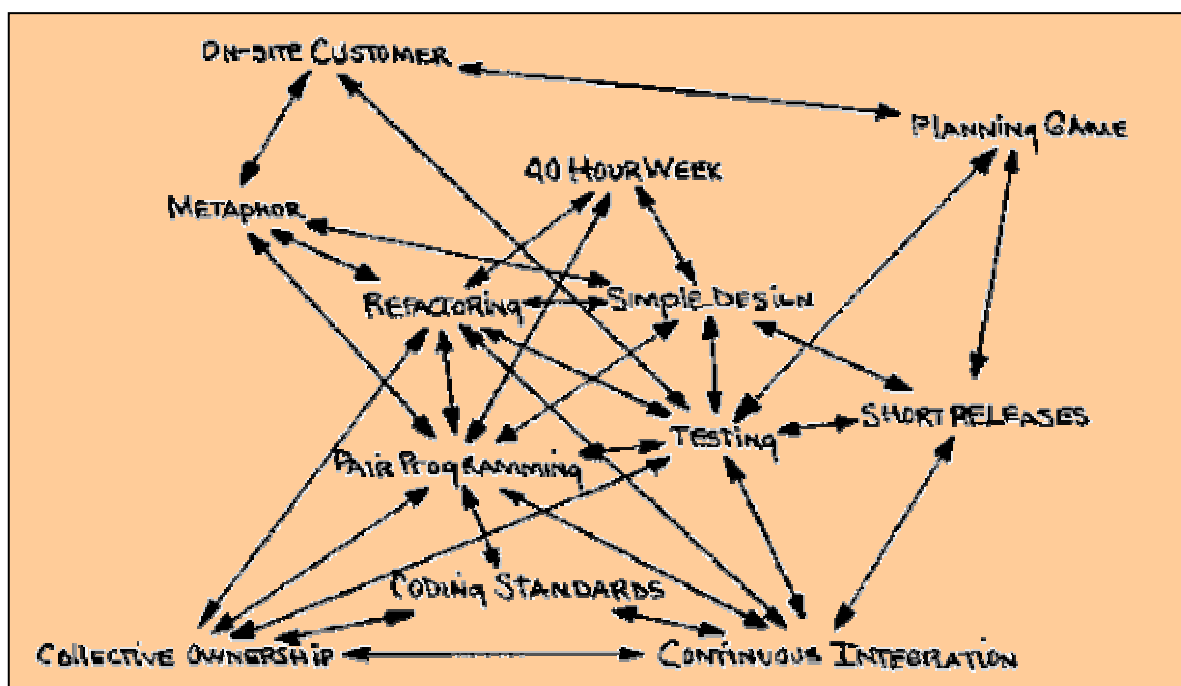 ON-SITE CUSTOMER
PLANNING GAME
40 HOUR WEEK
METAPHOR
REFACTORING
SIMPLE DESIGN
SHORT RELEASES
TESTING
PAIR PROGRAMMING
CODING STANDARDS
COLLECTIVE OWNERSHIP
CONTINUOUS INTEGRATION